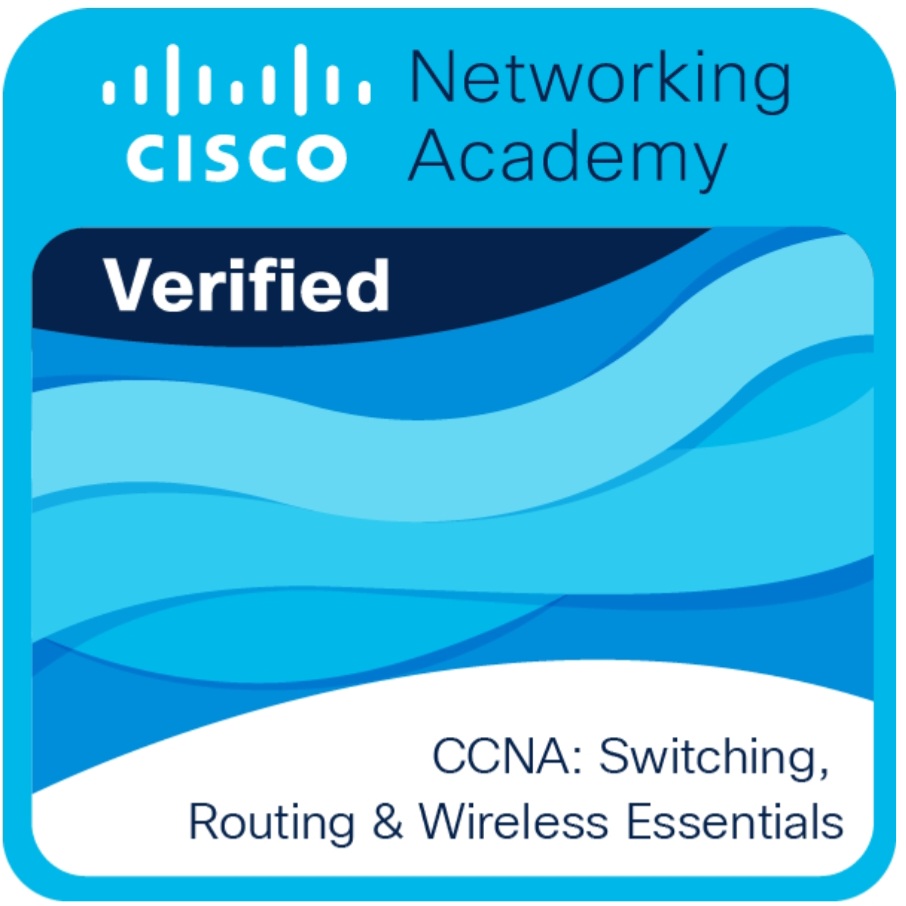 CISCO
Networking
Academy
Verified
CCNA: Switching,
Routing & Wireless Essentials